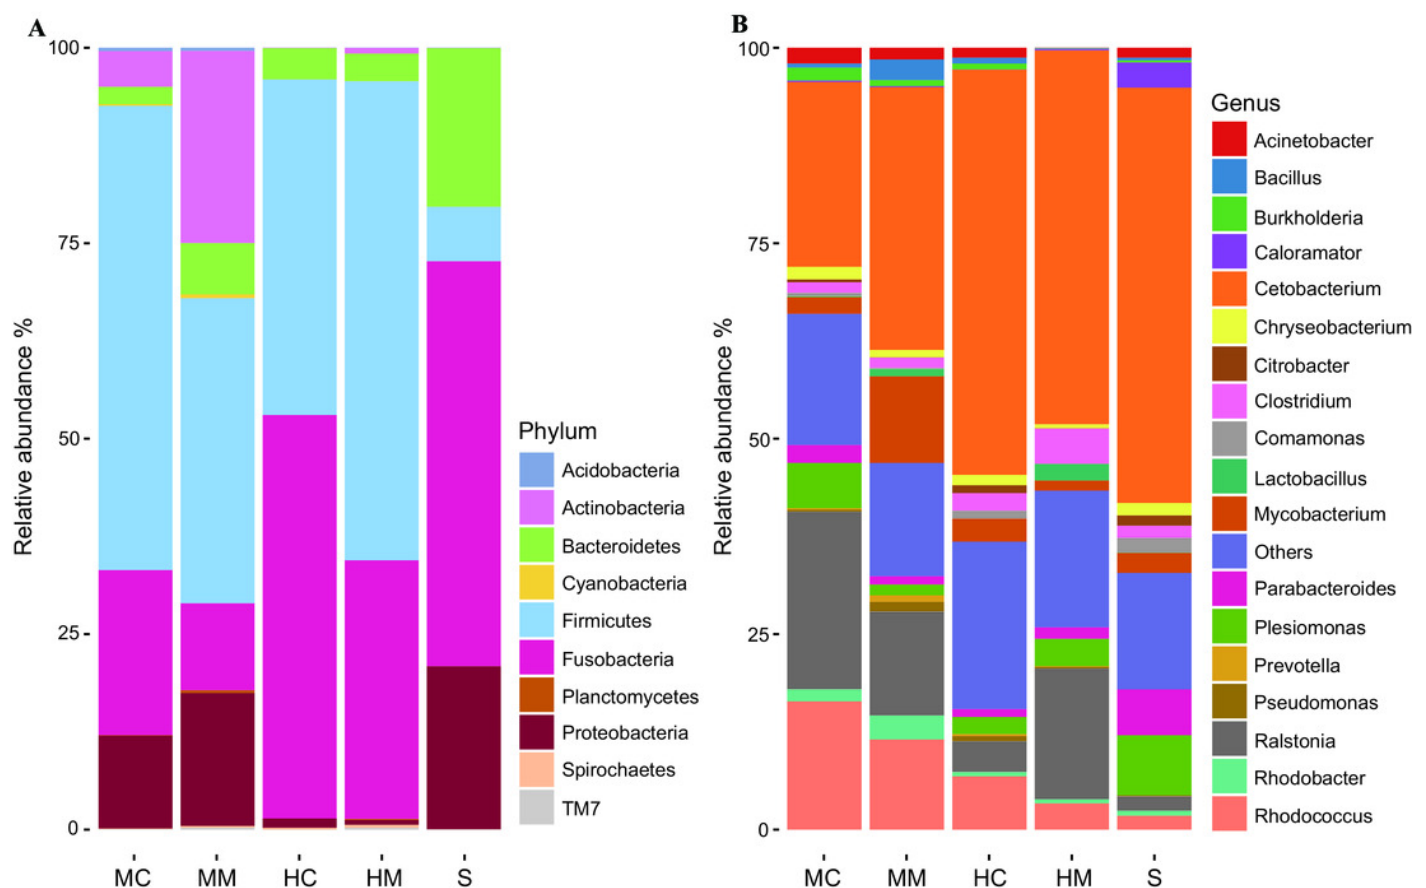 A
Relative abundance %
100
75
50
25
0
MC MM HC HM S
Phylum
Acidobacteria
Actinobacteria
Bacteroidetes
Cyanobacteria
Firmicutes
Fusobacteria
Planctomycetes
Proteobacteria
Spirochaetes
TM7
B
Relative abundance %
100
75
50
25
0
MC MM HC HM S
Genus
Acinetobacter
Bacillus
Burkholderia
Caloramator
Cetobacterium
Chryseobacterium
Citrobacter
Clostridium
Comamonas
Lactobacillus
Mycobacterium
Others
Parabacteroides
Plesiomonas
Prevotella
Pseudomonas
Ralstonia
Rhodobacter
Rhodococcus